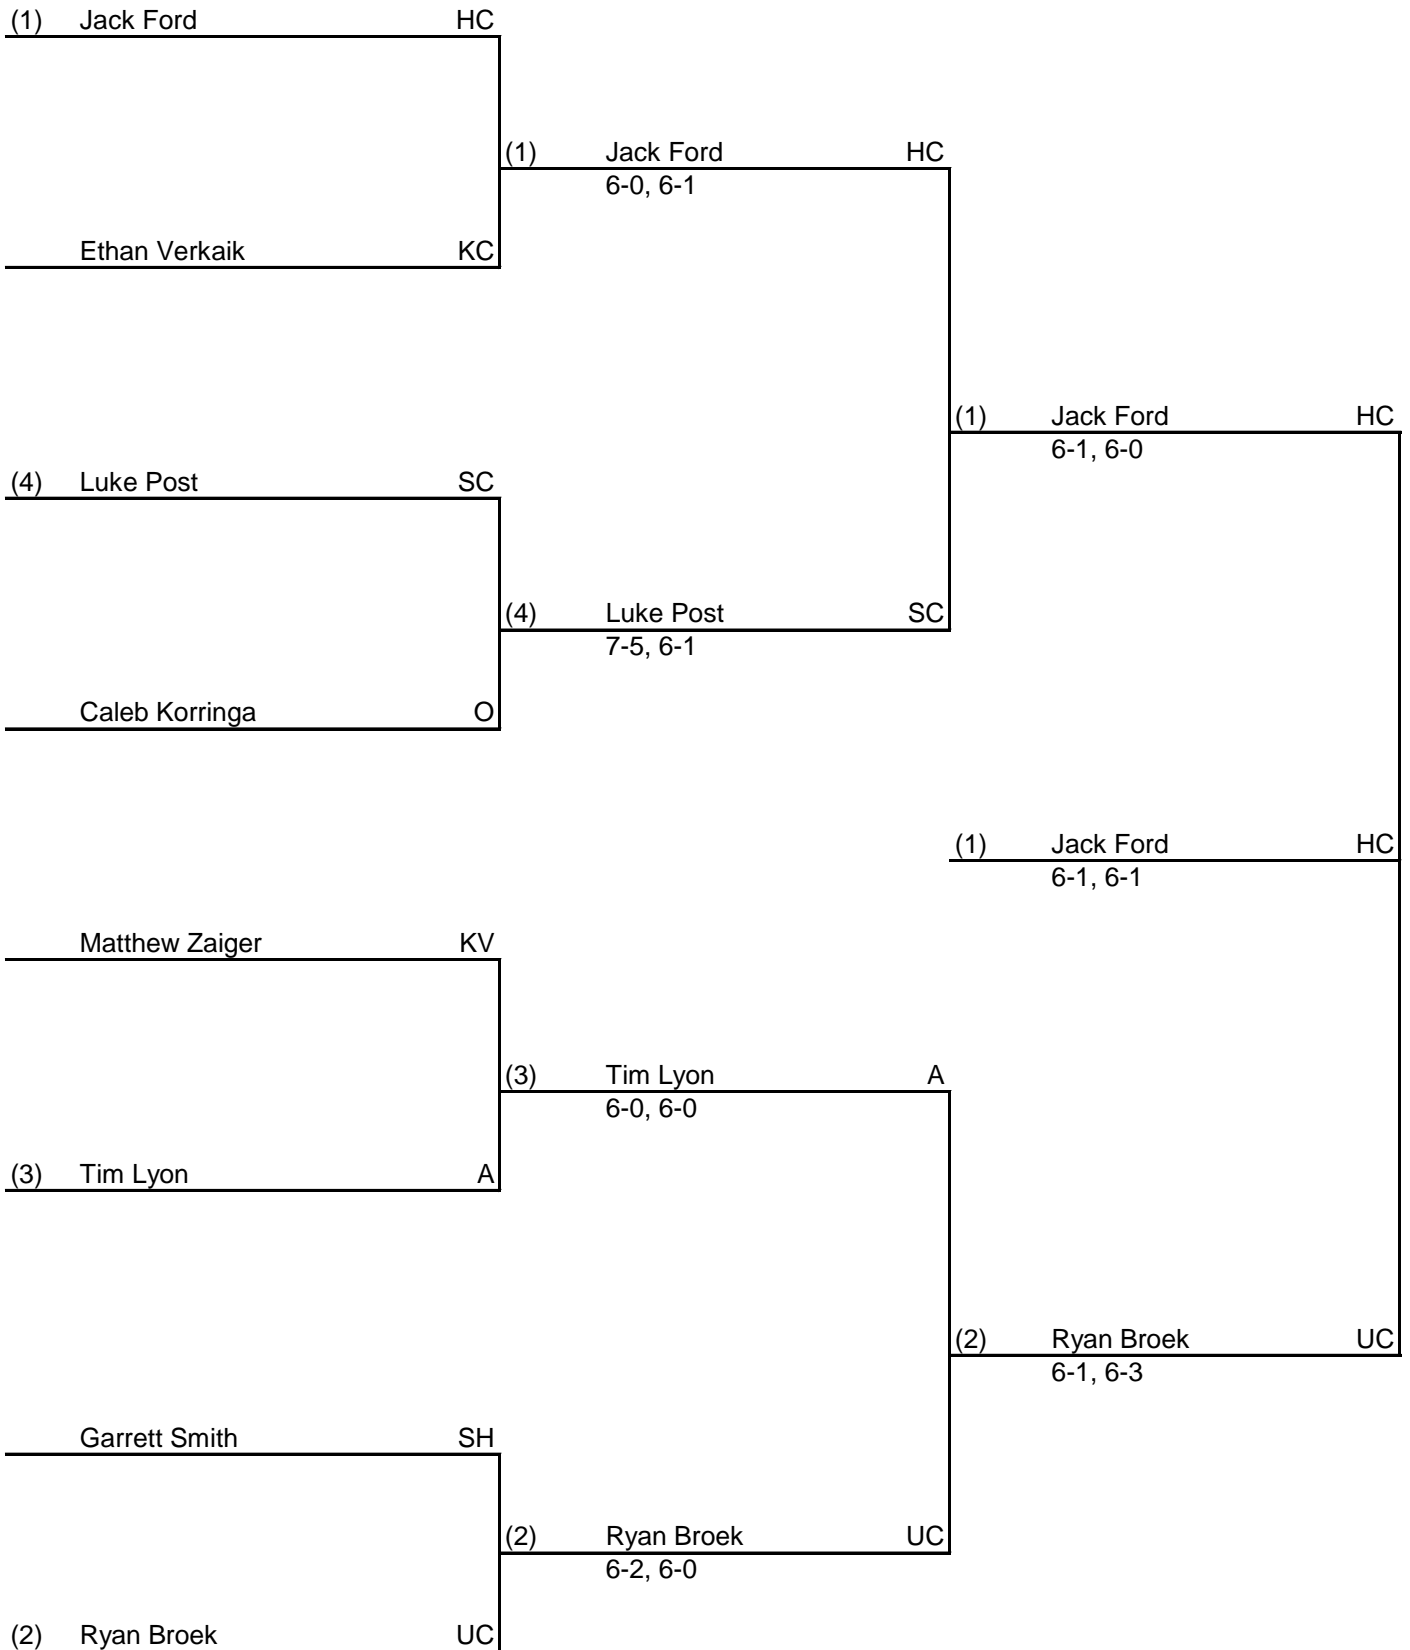 (1) Jack Ford HC
(1) Jack Ford HC
6-0, 6-1
Ethan Verkaik KC
(1) Jack Ford HC
6-1, 6-0
(4) Luke Post SC
(4) Luke Post SC
7-5, 6-1
Caleb Korringa O
(1) Jack Ford HC
6-1, 6-1
Matthew Zaiger KV
(3) Tim Lyon A
6-0, 6-0
(3) Tim Lyon A
(2) Ryan Broek UC
6-1, 6-3
Garrett Smith SH
(2) Ryan Broek UC
6-2, 6-0
(2) Ryan Broek UC